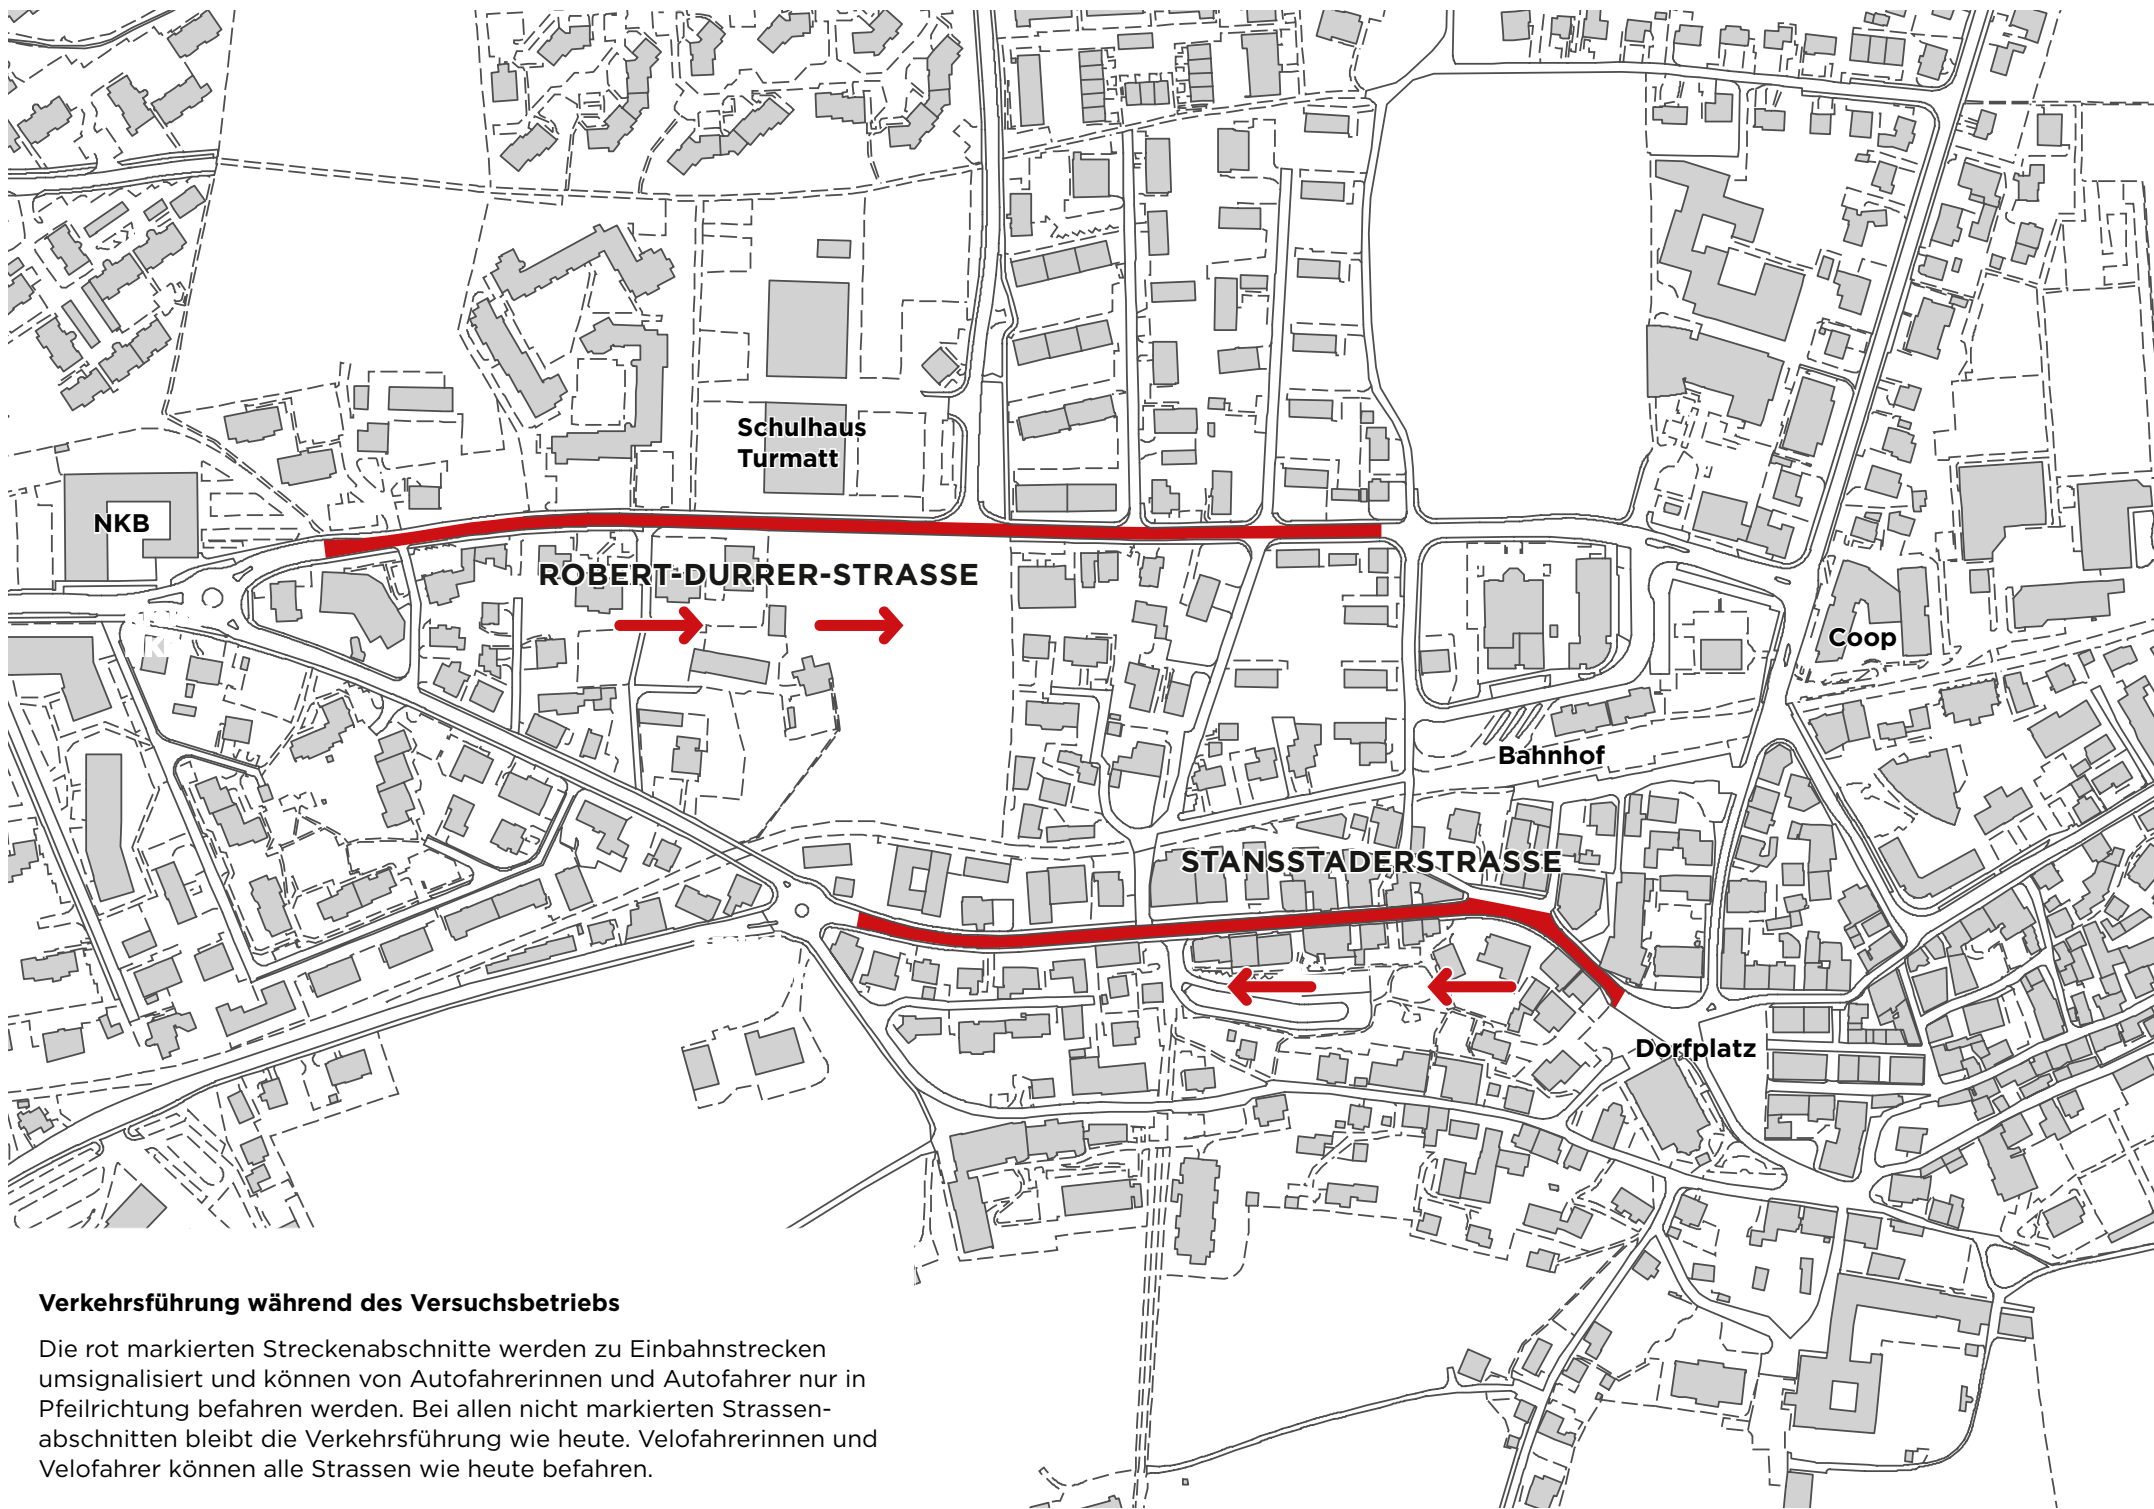 Schulhaus
Turmatt
NKB
ROBERT-DURRER-STRASSE
Coop
Bahnhof
STANSSTADERSTRASSE
Dorfplatz
Verkehrsführung während des Versuchsbetriebs
Die rot markierten Streckenabschnitte werden zu Einbahnstrecken
umsignalisiert und können von Autofahrerinnen und Autofahrer nur in
Pfeilrichtung befahren werden. Bei allen nicht markierten Strassen-
abschnitten bleibt die Verkehrsführung wie heute. Velofahrerinnen und
Velofahrer können alle Strassen wie heute befahren.